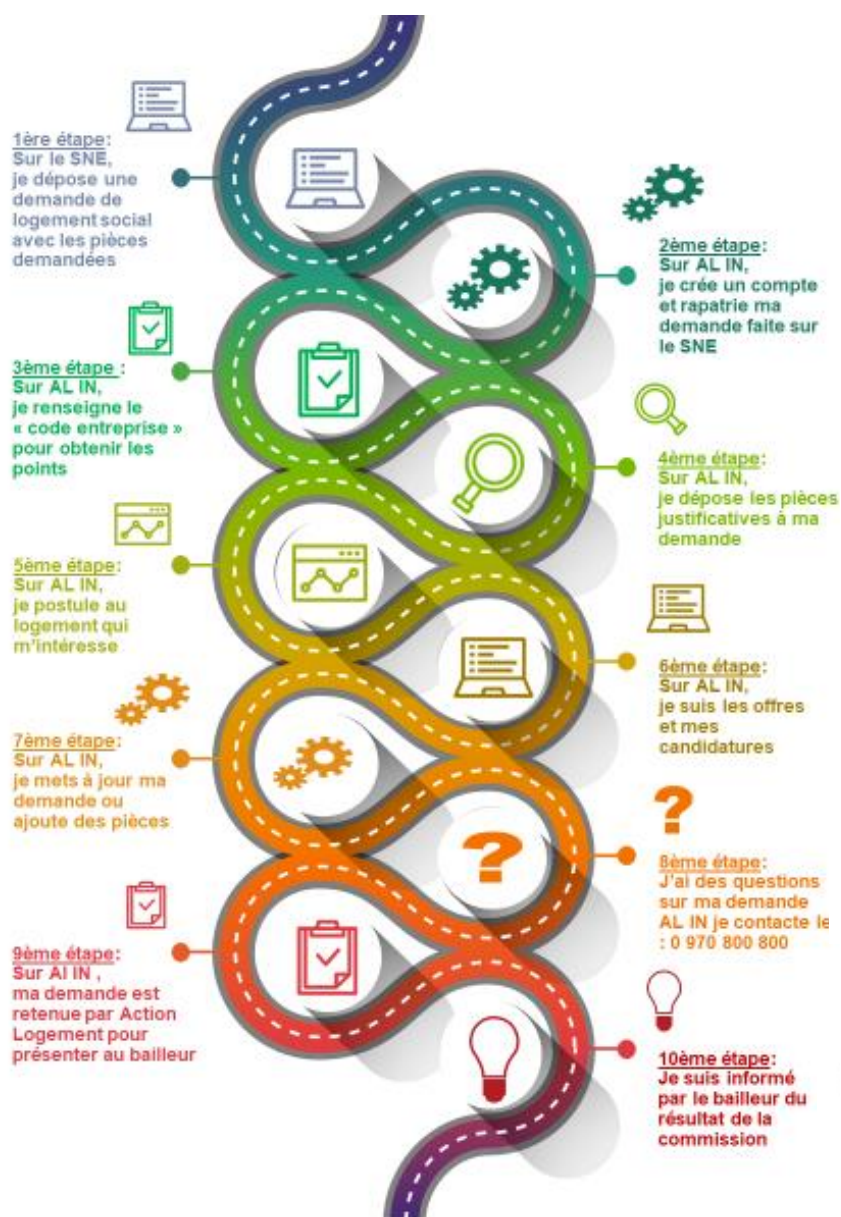 1ère étape:
Sur le SNE,
je dépose une
demande de
logement social
avec les pièces
demandées
2ème étape:
Sur AL IN,
je crée un compte
et rapatrie ma
demande faite sur
le SNE
3ème étape :
Sur AL IN,
je renseigne le
« code entreprise »
pour obtenir les
points
4ème étape:
Sur AL IN,
je dépose les pièces
justificatives à ma
demande
5ème étape:
Sur AL IN,
je postule au
logement qui
m'intéresse
6ème étape:
Sur AL IN,
je suis les offres
et mes
candidatures
7ème étape:
Sur AL IN,
je mets à jour ma
demande ou
ajoute des pièces
8ème étape:
J'ai des questions
sur ma demande
AL IN je contacte le
: 0 970 800 800
9ème étape:
Sur Al IN ,
ma demande est
retenue par Action
Logement pour
présenter au bailleur
10ème étape:
Je suis informé
par le bailleur du
résultat de la
commission